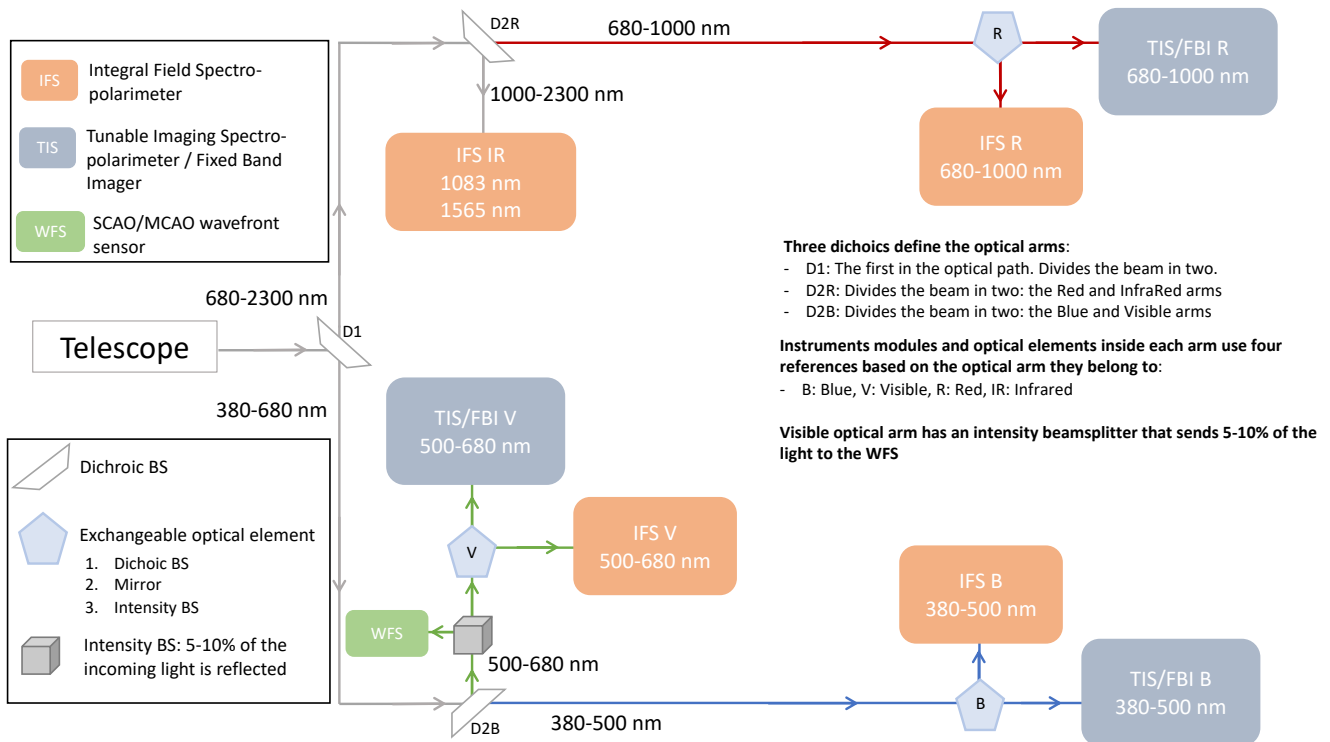 IFS
Integral Field Spectro-
polarimeter
TIS
Tunable Imaging Spectro-
polarimeter / Fixed Band
Imager
WFS
SCAO/MCAO wavefront
sensor
D2R
680-1000 nm
R
TIS/FBI R
680-1000 nm
1000-2300 nm
IFS IR
1083 nm
1565 nm
IFS R
680-1000 nm
Three dichoics define the optical arms:
- D1: The first in the optical path. Divides the beam in two.
- D2R: Divides the beam in two: the Red and InfraRed arms
- D2B: Divides the beam in two: the Blue and Visible arms
Instruments modules and optical elements inside each arm use four
references based on the optical arm they belong to:
- B: Blue, V: Visible, R: Red, IR: Infrared
Visible optical arm has an intensity beamsplitter that sends 5-10% of the
light to the WFS
680-2300 nm
Telescope
D1
380-680 nm
Dichroic BS
Exchangeable optical element
1. Dichoic BS
2. Mirror
3. Intensity BS
Intensity BS: 5-10% of the
incoming light is reflected
TIS/FBI V
500-680 nm
V
IFS V
500-680 nm
WFS
500-680 nm
D2B
380-500 nm
IFS B
380-500 nm
B
TIS/FBI B
380-500 nm